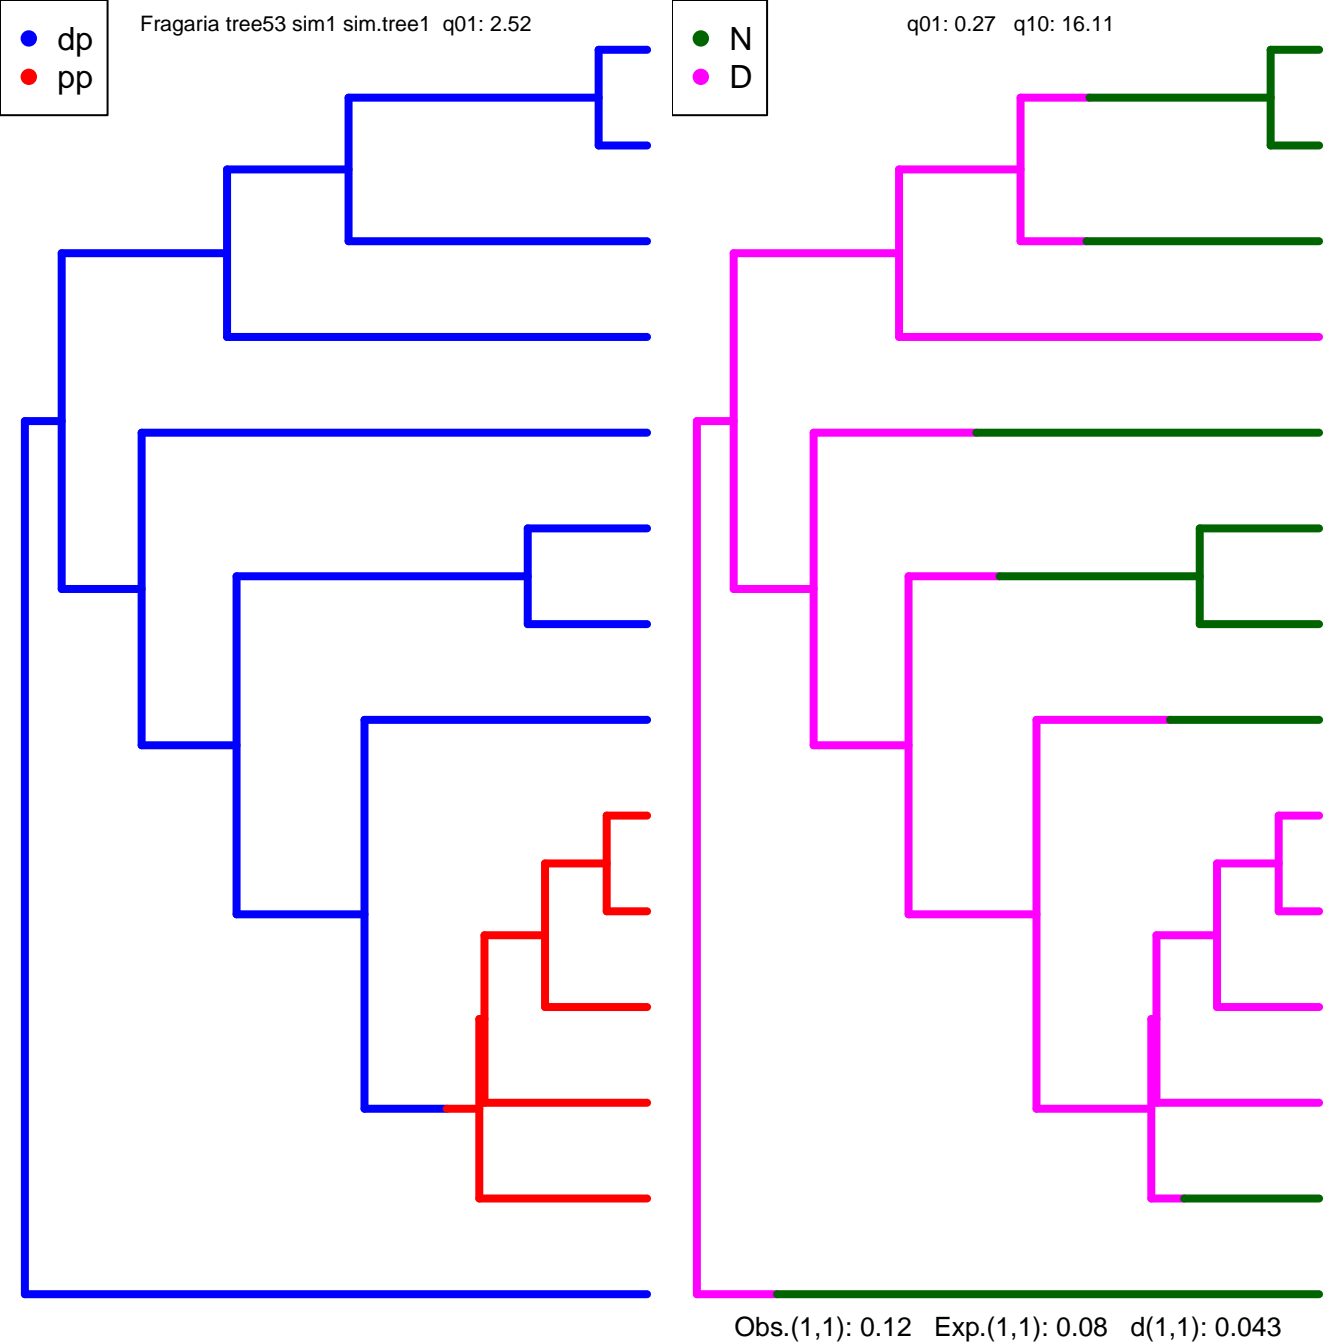 Fragaria tree53 sim1 sim.tree1  q01: 2.52
dp
pp
q01: 0.27   q10: 16.11
N
D
Obs.(1,1): 0.12   Exp.(1,1): 0.08   d(1,1): 0.043